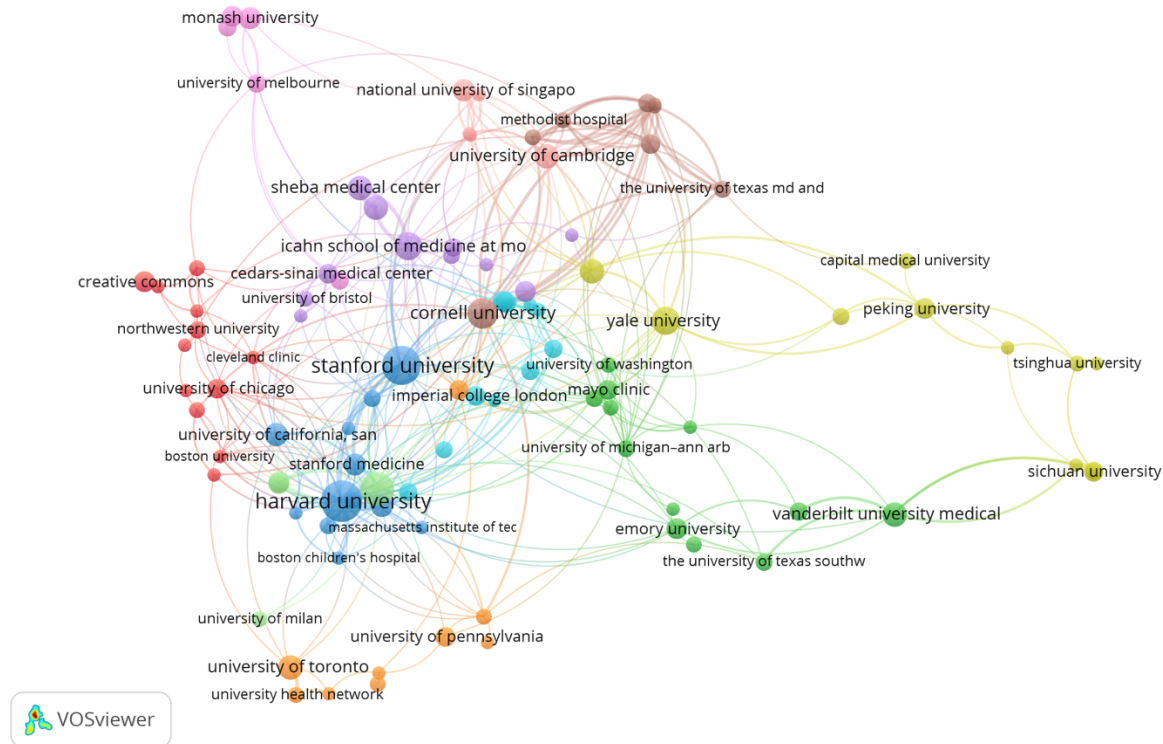 monash university
university of melbourne
national university of singapo
methodist hospital
university of cambridge
sheba medical center
the university of texas md and
icahn school of medicine at mo
capital medical university
creative commons
cedars-sinai medical center
university of bristol
cornell university
yale university
peking university
northwestern university
cleveland clinic
stanford university
university of washington
tsinghua university
university of chicago
imperial college london
mayo clinic
university of california, san
university of michigan–ann arb
boston university
stanford medicine
sichuan university
harvard university
massachusetts institute of tec
emory university
vanderbilt university medical
boston children's hospital
the university of texas southw
university of milan
university of pennsylvania
university of toronto
university health network
VOSviewer